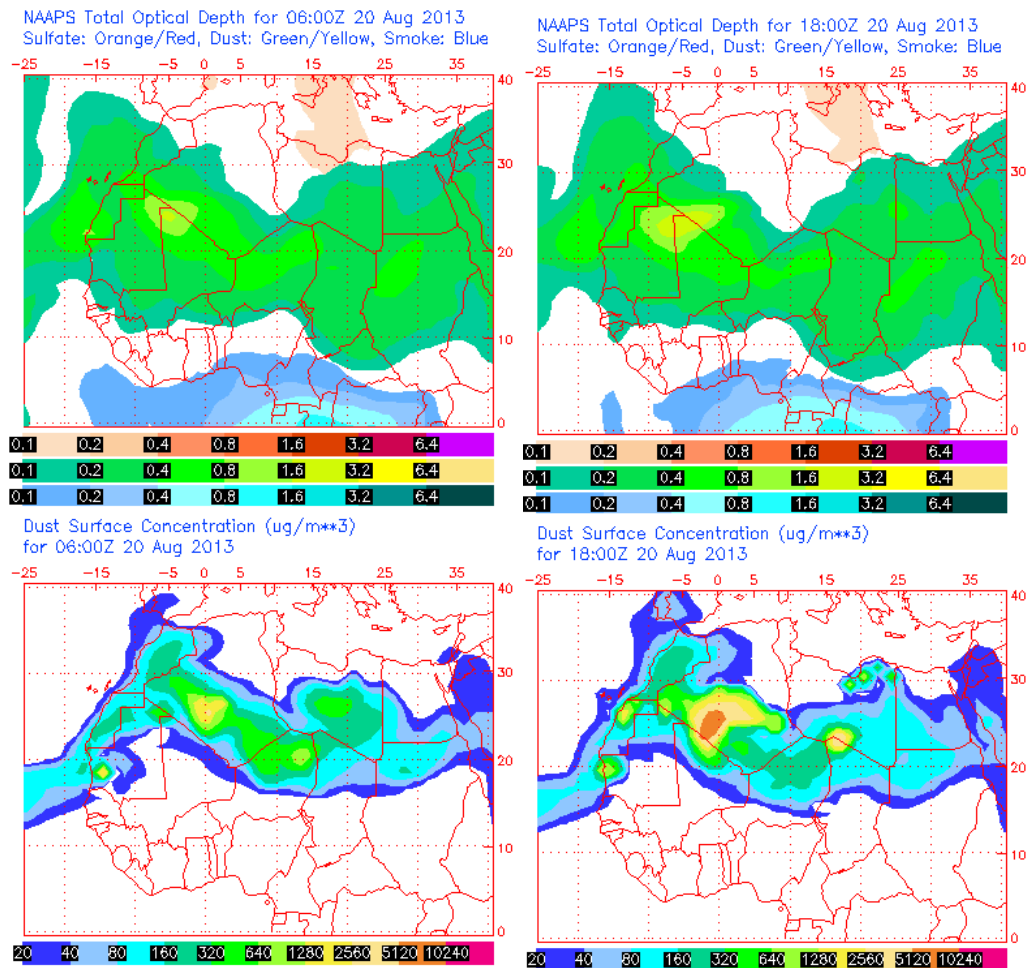 NAAPS Total Optical Depth for 06:00Z 20 Aug 2013
Sulfate: Orange/Red, Dust: Green/Yellow, Smoke: Blue
-25 -15 -5 0 5 15 25 35
40
30
20
10
0
0.1 0.2 0.4 0.8 1.6 3.2 6.4
0.1 0.2 0.4 0.8 1.6 3.2 6.4
0.1 0.2 0.4 0.8 1.6 3.2 6.4
NAAPS Total Optical Depth for 18:00Z 20 Aug 2013
Sulfate: Orange/Red, Dust: Green/Yellow, Smoke: Blue
-25 -15 -5 0 5 15 25 35
40
30
20
10
0
0.1 0.2 0.4 0.8 1.6 3.2 6.4
0.1 0.2 0.4 0.8 1.6 3.2 6.4
0.1 0.2 0.4 0.8 1.6 3.2 6.4
Dust Surface Concentration (ug/m**3)
for 06:00Z 20 Aug 2013
-25 -15 -5 0 5 15 25 35
40
30
20
10
0
20 40 80 160 320 640 1280 2560 5120 10240
Dust Surface Concentration (ug/m**3)
for 18:00Z 20 Aug 2013
-25 -15 -5 0 5 15 25 35
40
30
20
10
0
20 40 80 160 320 640 1280 2560 5120 10240